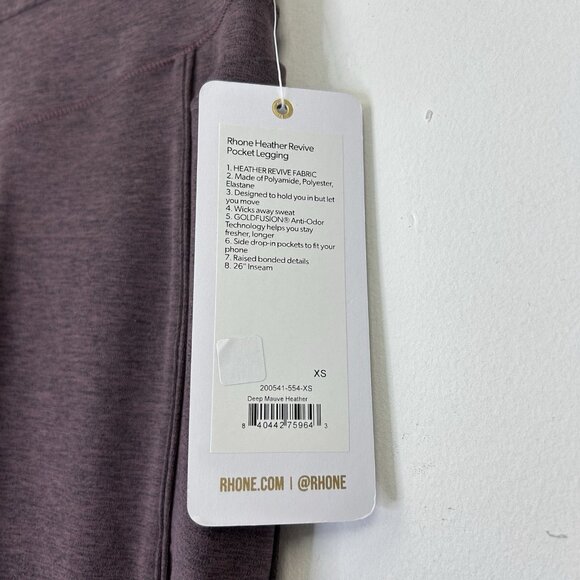 Rhone Heather Revive
Pocket Legging
1. HEATHER REVIVE FABRIC
2. Made of Polyamide, Polyester,
Elastane
3. Designed to hold you in but let
you move
4. Wicks away sweat
5. GOLDFUSION® Anti-Odor
Technology helps you stay
fresher, longer
6. Side drop-in pockets to fit your
phone
7. Raised bonded details
8. 26" Inseam
XS
200541-554-XS
Deep Mauve Heather
8 40442 75964 3
RHONE.COM | @RHONE